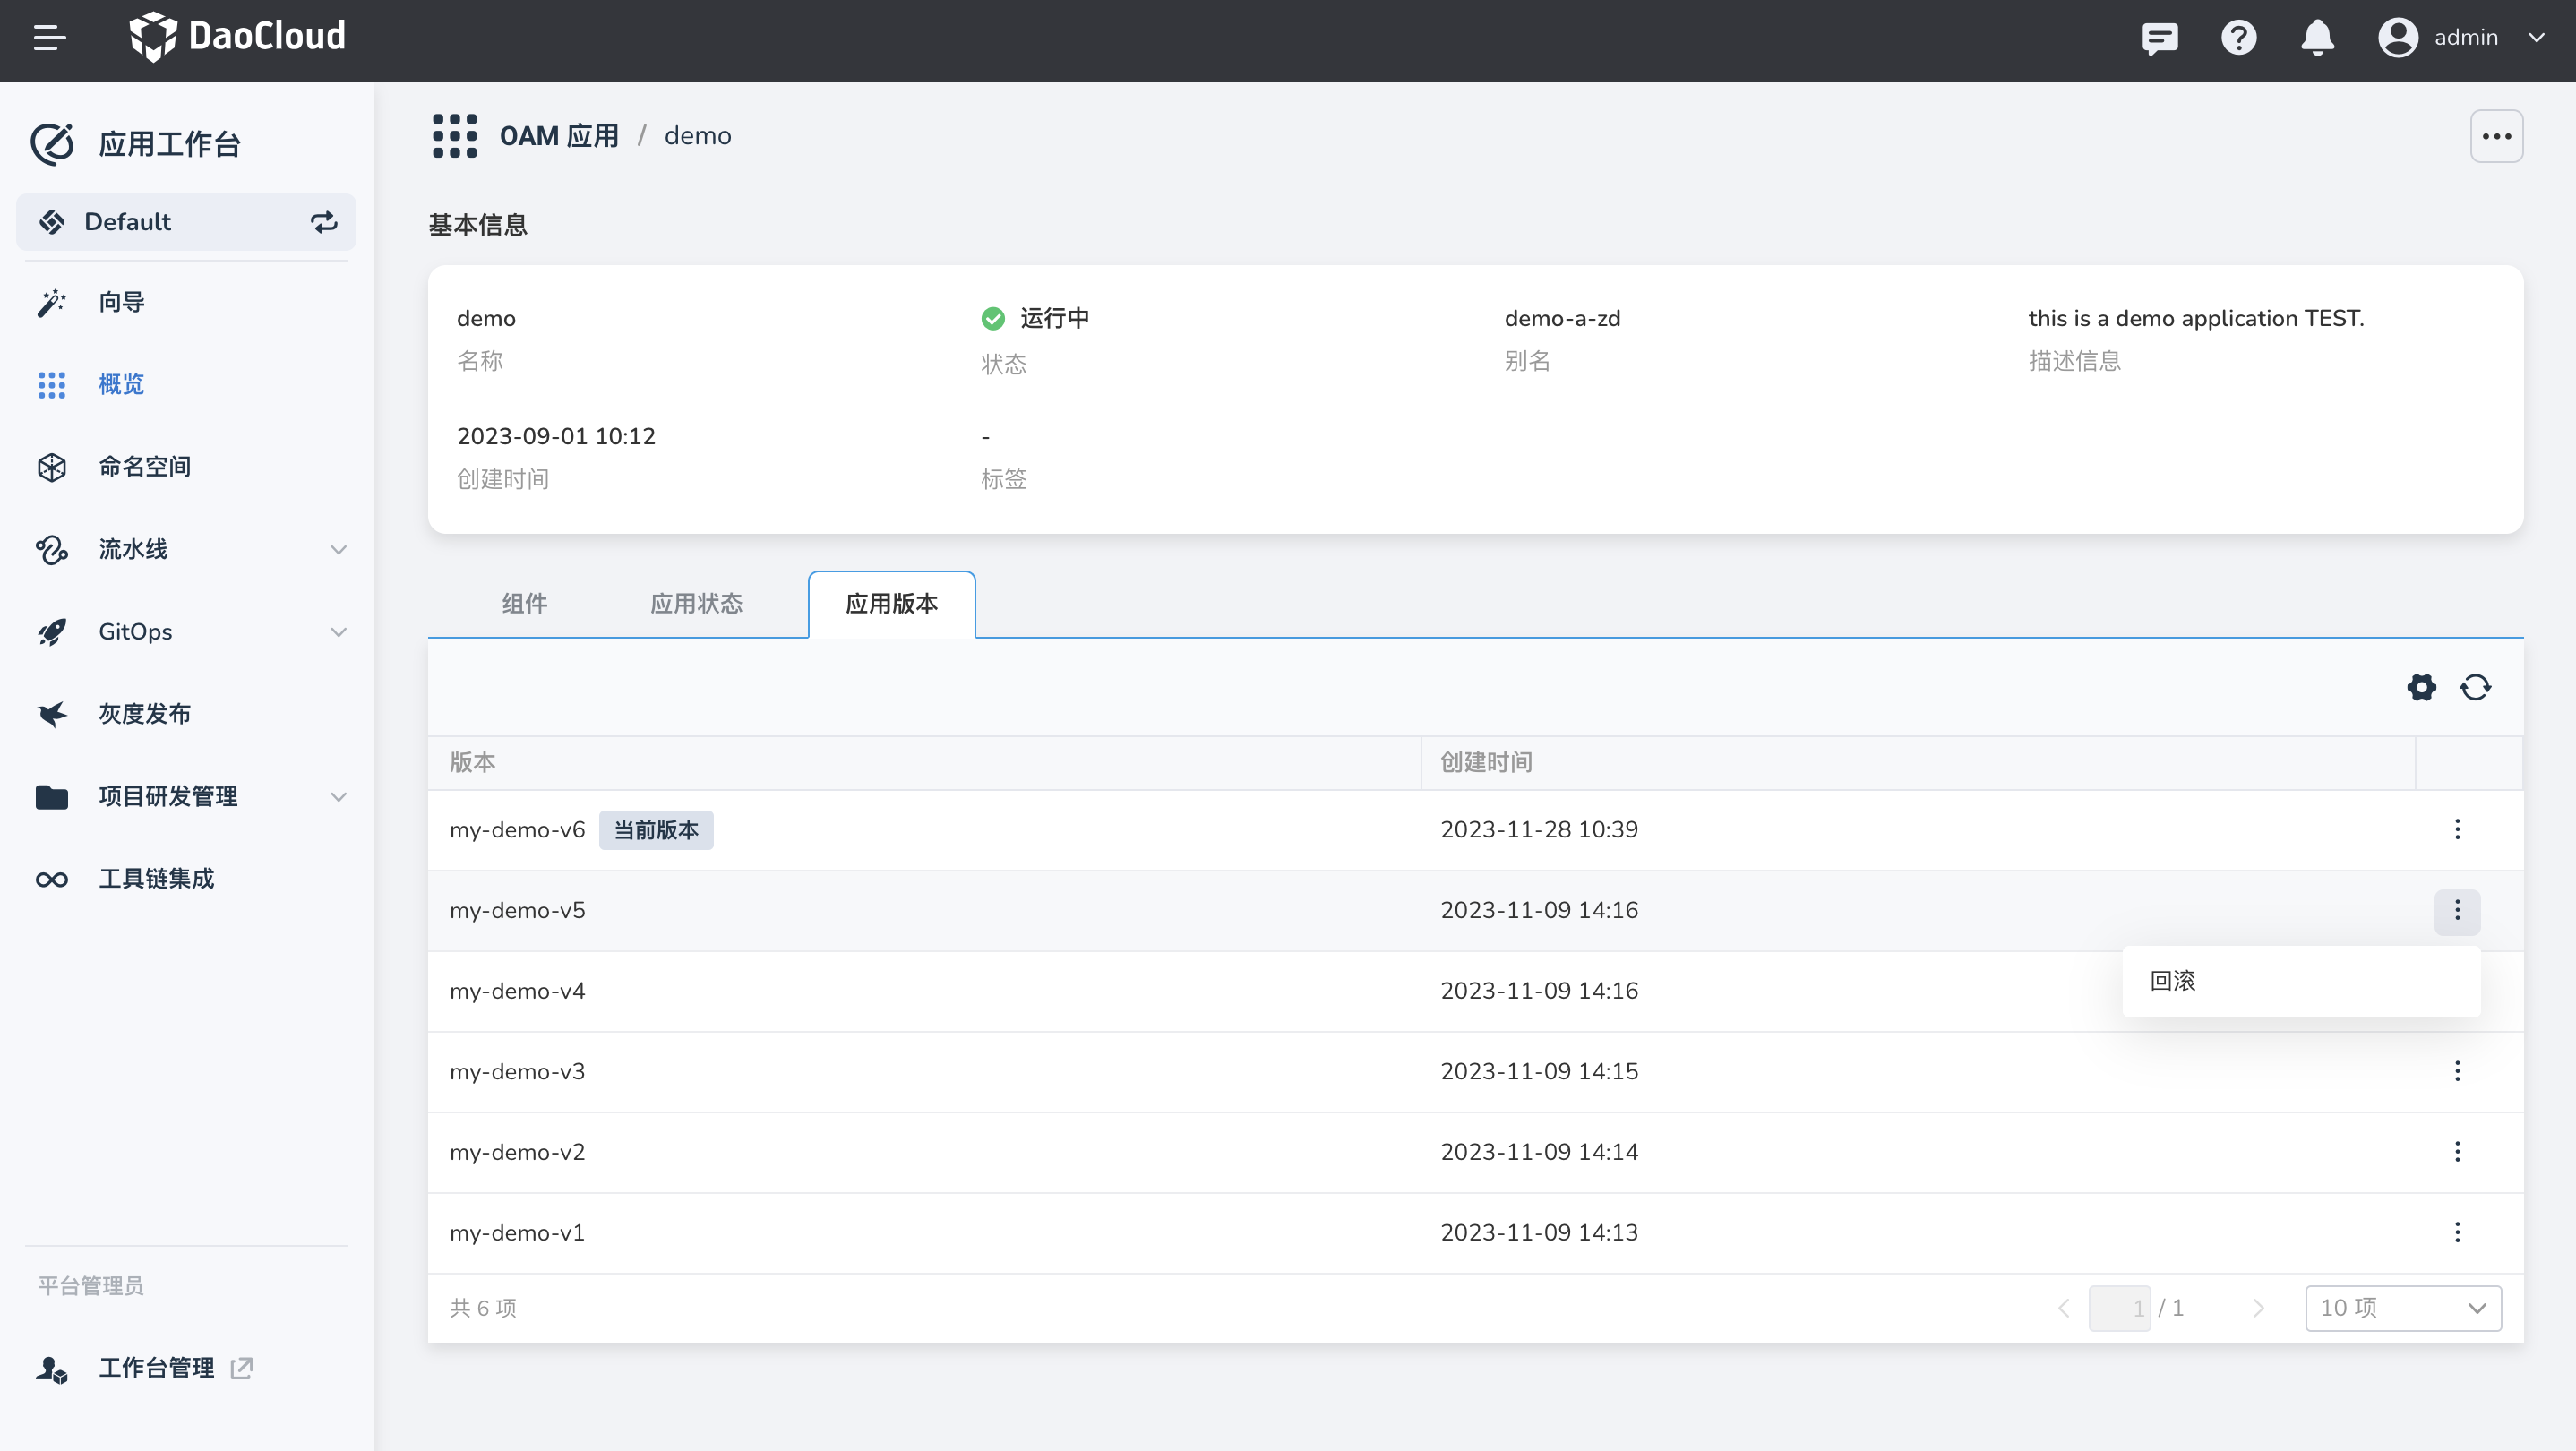 DaoCloud
admin
应用工作台
Default
向导
概览
命名空间
流水线
GitOps
灰度发布
项目研发管理
工具链集成
平台管理员
工作台管理
OAM 应用 / demo
基本信息
demo
名称
运行中
状态
demo-a-zd
别名
this is a demo application TEST.
描述信息
2023-09-01 10:12
创建时间
-
标签
组件 应用状态 应用版本
版本 创建时间
my-demo-v6 当前版本 2023-11-28 10:39
my-demo-v5 2023-11-09 14:16
回滚
my-demo-v4 2023-11-09 14:16
my-demo-v3 2023-11-09 14:15
my-demo-v2 2023-11-09 14:14
my-demo-v1 2023-11-09 14:13
共 6 项 1 / 1 10 项